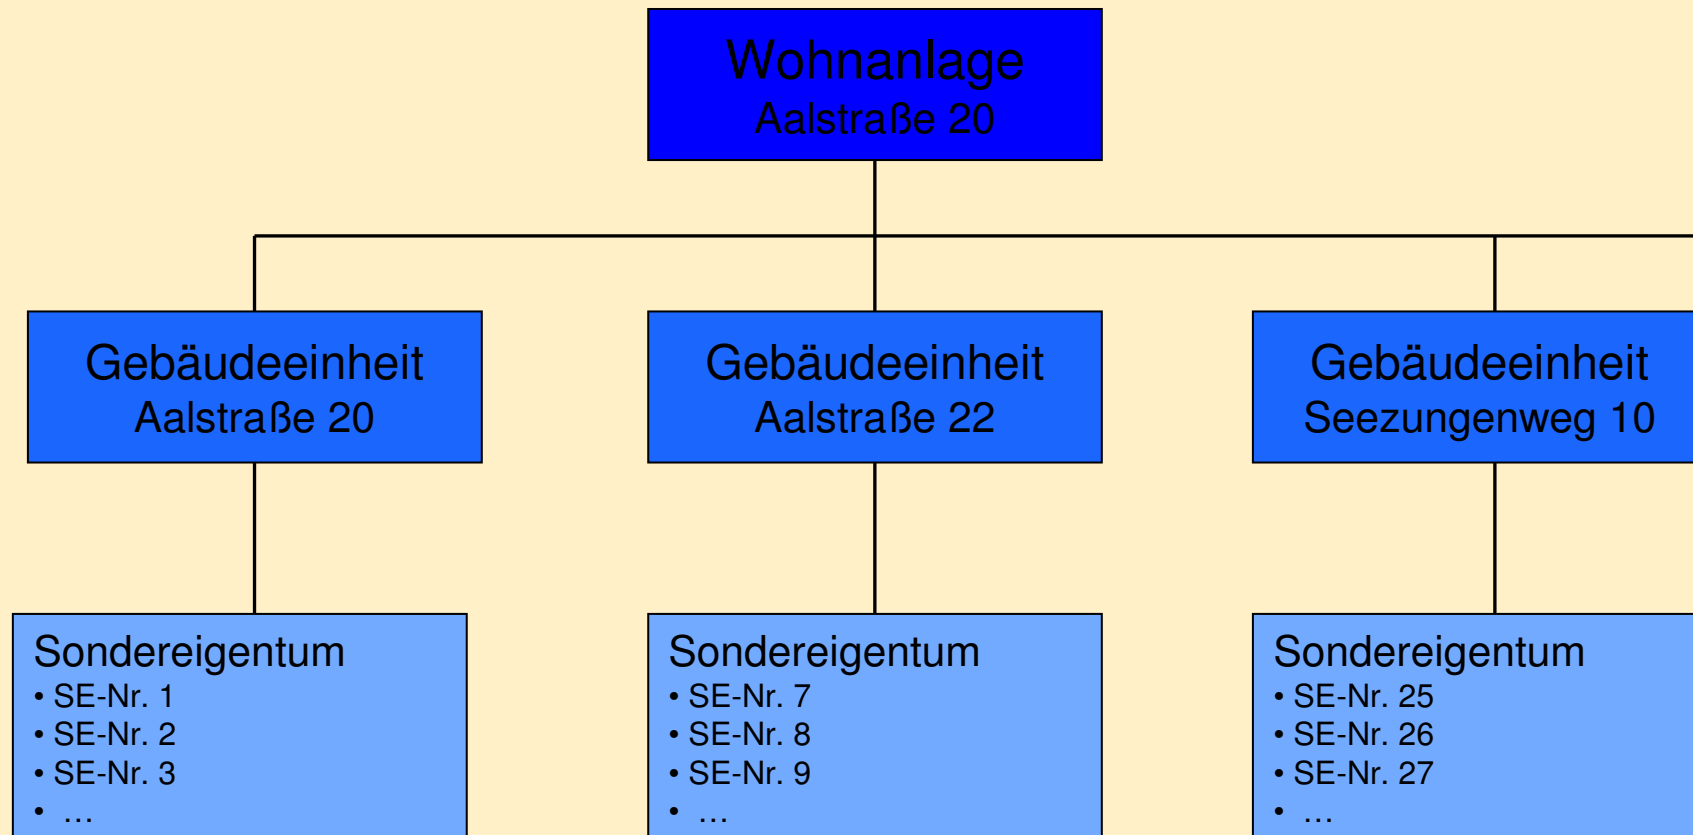 Wohnanlage
Aalstraße 20
Gebäudeeinheit
Aalstraße 20
Gebäudeeinheit
Aalstraße 22
Gebäudeeinheit
Seezungenweg 10
Sondereigentum
• SE-Nr. 1
• SE-Nr. 2
• SE-Nr. 3
• ...
Sondereigentum
• SE-Nr. 7
• SE-Nr. 8
• SE-Nr. 9
• ...
Sondereigentum
• SE-Nr. 25
• SE-Nr. 26
• SE-Nr. 27
• ...